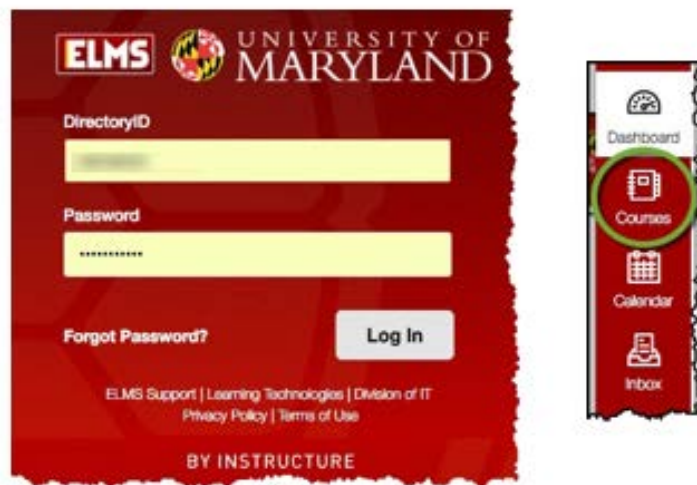 ELMS UNIVERSITY OF
MARYLAND
DirectoryID
Password
Forgot Password? Log In
ELMS Support | Learning Technologies | Division of IT
Privacy Policy | Terms of Use
BY INSTRUCTURE
Dashboard
Courses
Calendar
Inbox